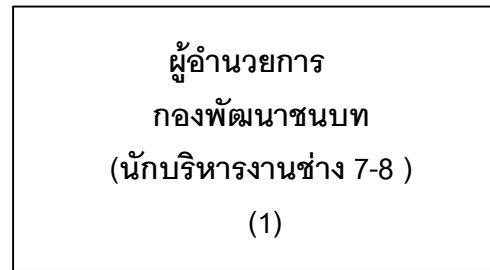 ผู้อำนวยการ
กองพัฒนาชนบท
(นักบริหารงานช่าง 7-8 )
(1)